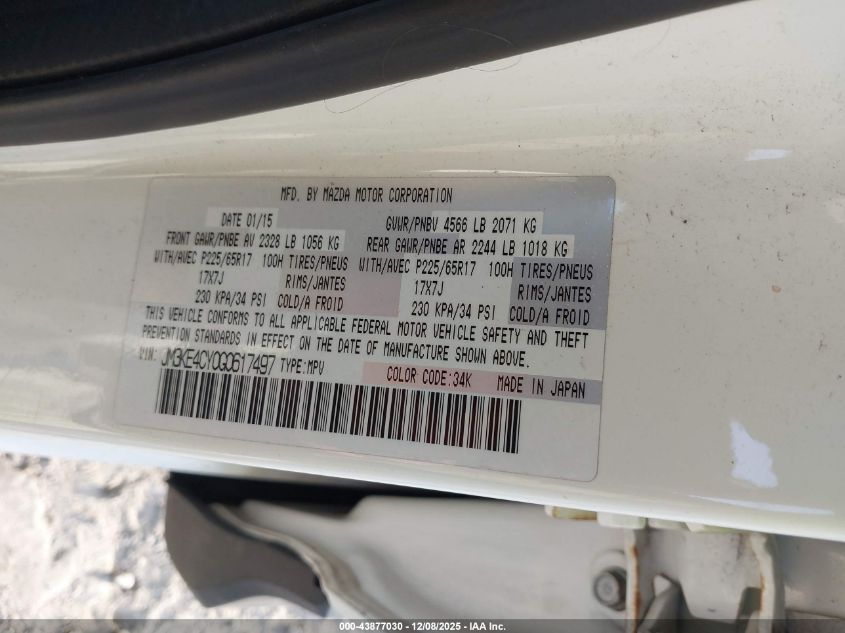 MFD. BY MAZDA MOTOR CORPORATION
DATE 01/15 GVWR/PNBV 4566 LB 2071 KG
FRONT GAWR/PNBE AV 2328 LB 1056 KG REAR GAWR/PNBE AR 2244 LB 1018 KG
WITH/AVEC P225/65R17 100H TIRES/PNEUS WITH/AVEC P225/65R17 100H TIRES/PNEUS
17X7J RIMS/JANTES 17X7J RIMS/JANTES
230 KPA/34 PSI COLD/A FROID 230 KPA/34 PSI COLD/A FROID
THIS VEHICLE CONFORMS TO ALL APPLICABLE FEDERAL MOTOR VEHICLE SAFETY AND THEFT
PREVENTION STANDARDS IN EFFECT ON THE DATE OF MANUFACTURE SHOWN ABOVE.
VIN: JM3KE4CY0G0617497 TYPE:MPV
COLOR CODE:34K MADE IN JAPAN
000-43877030 - 12/08/2025 - IAA Inc.